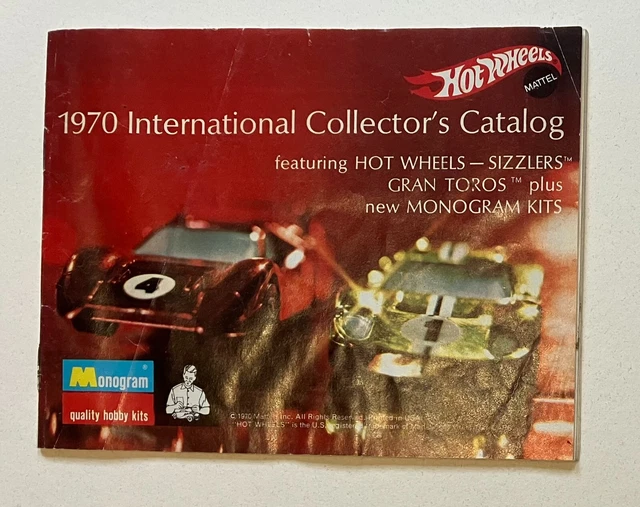 HOT WHEELS
MATTEL
1970 International Collector's Catalog
featuring HOT WHEELS — SIZZLERS™
GRAN TOROS™ plus
new MONOGRAM KITS
4
1
Monogram®
quality hobby kits
© 1970 Mattel, Inc. All Rights Reserved. Printed in USA
"HOT WHEELS" is the U.S. registered trademark of Mattel